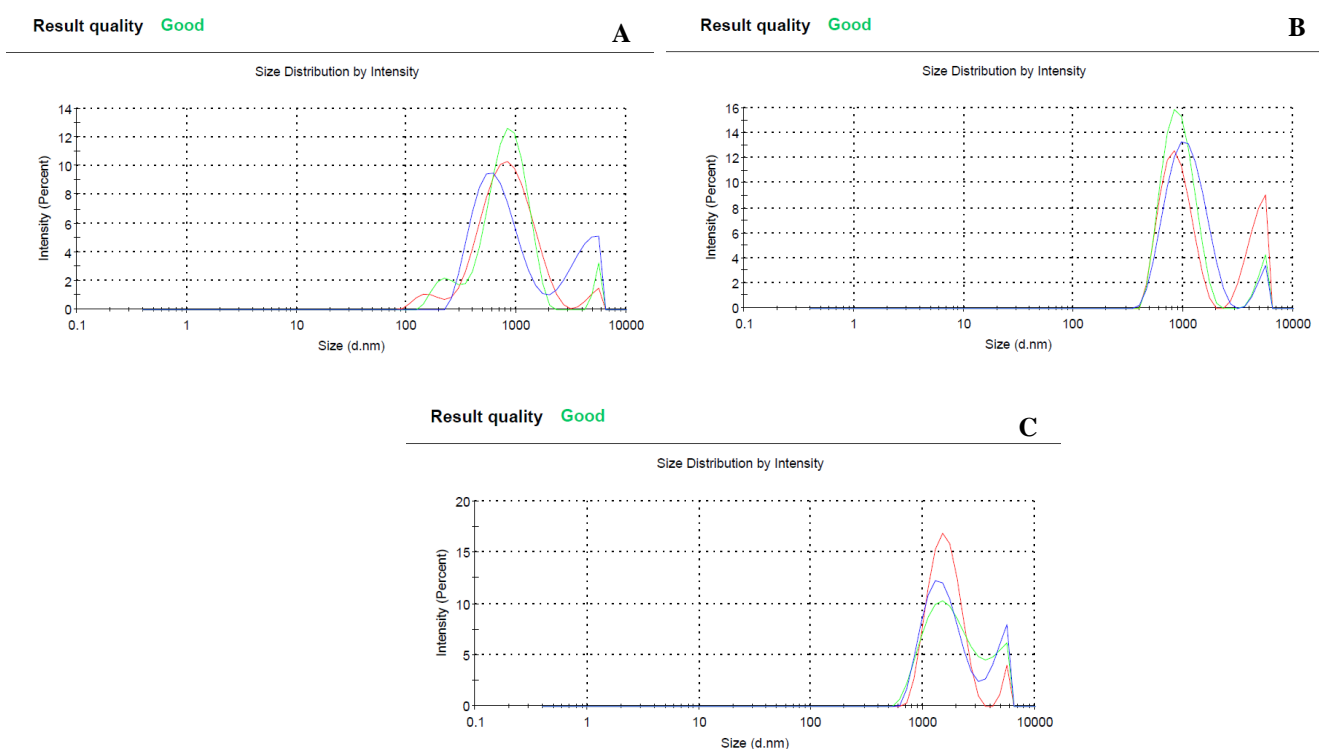 Result quality Good
A
Size Distribution by Intensity
Intensity (Percent)
14
12
10
8
6
4
2
0
0.1 1 10 100 1000 10000
Size (d.nm)
Result quality Good
B
Size Distribution by Intensity
Intensity (Percent)
16
14
12
10
8
6
4
2
0
0.1 1 10 100 1000 10000
Size (d.nm)
Result quality Good
C
Size Distribution by Intensity
Intensity (Percent)
20
15
10
5
0
0.1 1 10 100 1000 10000
Size (d.nm)